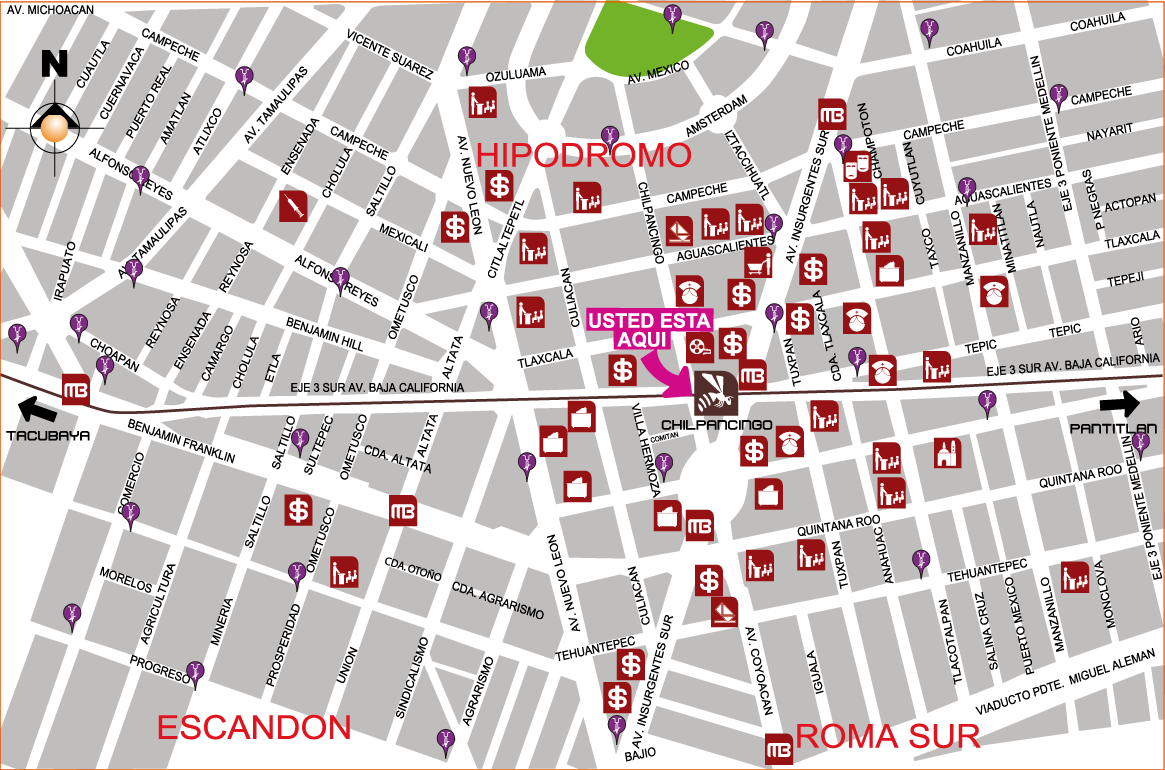 AV. MICHOACAN
CUAUTLA
CUERNAVACA
PUERTO REAL
AMATLAN
ATLIXCO
CAMPECHE
AV. TAMAULIPAS
VICENTE SUAREZ
OZULUAMA
AV. MEXICO
AMSTERDAM
COAHUILA
COAHUILA
CAMPECHE
NAYARIT
EJE 3 PONIENTE MEDELLIN
N
ENSENADA
CHOLULA
SALTILLO
CAMPECHE
AV. NUEVO LEON
HIPODROMO
IZTACCIHUATL
AV. INSURGENTES SUR
MB
CHAMPOTON
CAMPECHE
CUYUTLAN
AGUASCALIENTES
P. NEGRAS
ACTOPAN
ALFONSO REYES
AV. TAMAULIPAS
IRAPUATO
REYNOSA
MEXICALI
ALFONSO REYES
CITLALTEPETL
CHILPANCINGO
CAMPECHE
AGUASCALIENTES
TAXCO
MANZANILLO
MINATITLAN
NAUTLA
TLAXCALA
TEPEJI
CULIACAN
OMETUSCO
REYNOSA
ENSENADA
CAMARGO
CHOLULA
ETLA
BENJAMIN HILL
CHOAPAN
ALTATA
TLAXCALA
USTED ESTA
AQUI
TUXPAN
CDA. TLAXCALA
TEPIC
TEPIC
ARIO
MB
MB
EJE 3 SUR AV. BAJA CALIFORNIA
EJE 3 SUR AV. BAJA CALIFORNIA
TACUBAYA
CHILPANCINGO
PANTITLAN
BENJAMIN FRANKLIN
SALTILLO
SULTEPEC
OMETUSCO
CDA. ALTATA
ALTATA
VILLA HERMOZA
COMITAN
COMERCIO
SALTILLO
OMETUSCO
MB
MB
QUINTANA ROO
QUINTANA ROO
EJE 3 PONIENTE MEDELLIN
MORELOS
AGRICULTURA
MINERIA
PROSPERIDAD
UNION
CDA. OTOÑO
CDA. AGRARISMO
AV. NUEVO LEON
CULIACAN
TUXPAN
ANAHUAC
TEHUANTEPEC
TLACOTALPAN
SALINA CRUZ
PUERTO MEXICO
MANZANILLO
MONCLOVA
PROGRESO
SINDICALISMO
AGRARISMO
TEHUANTEPEC
AV. INSURGENTES SUR
AV. COOVAOCAN
IGUALA
VIADUCTO PDTE. MIGUEL ALEMAN
ESCANDON
BAJIO
MB
ROMA SUR